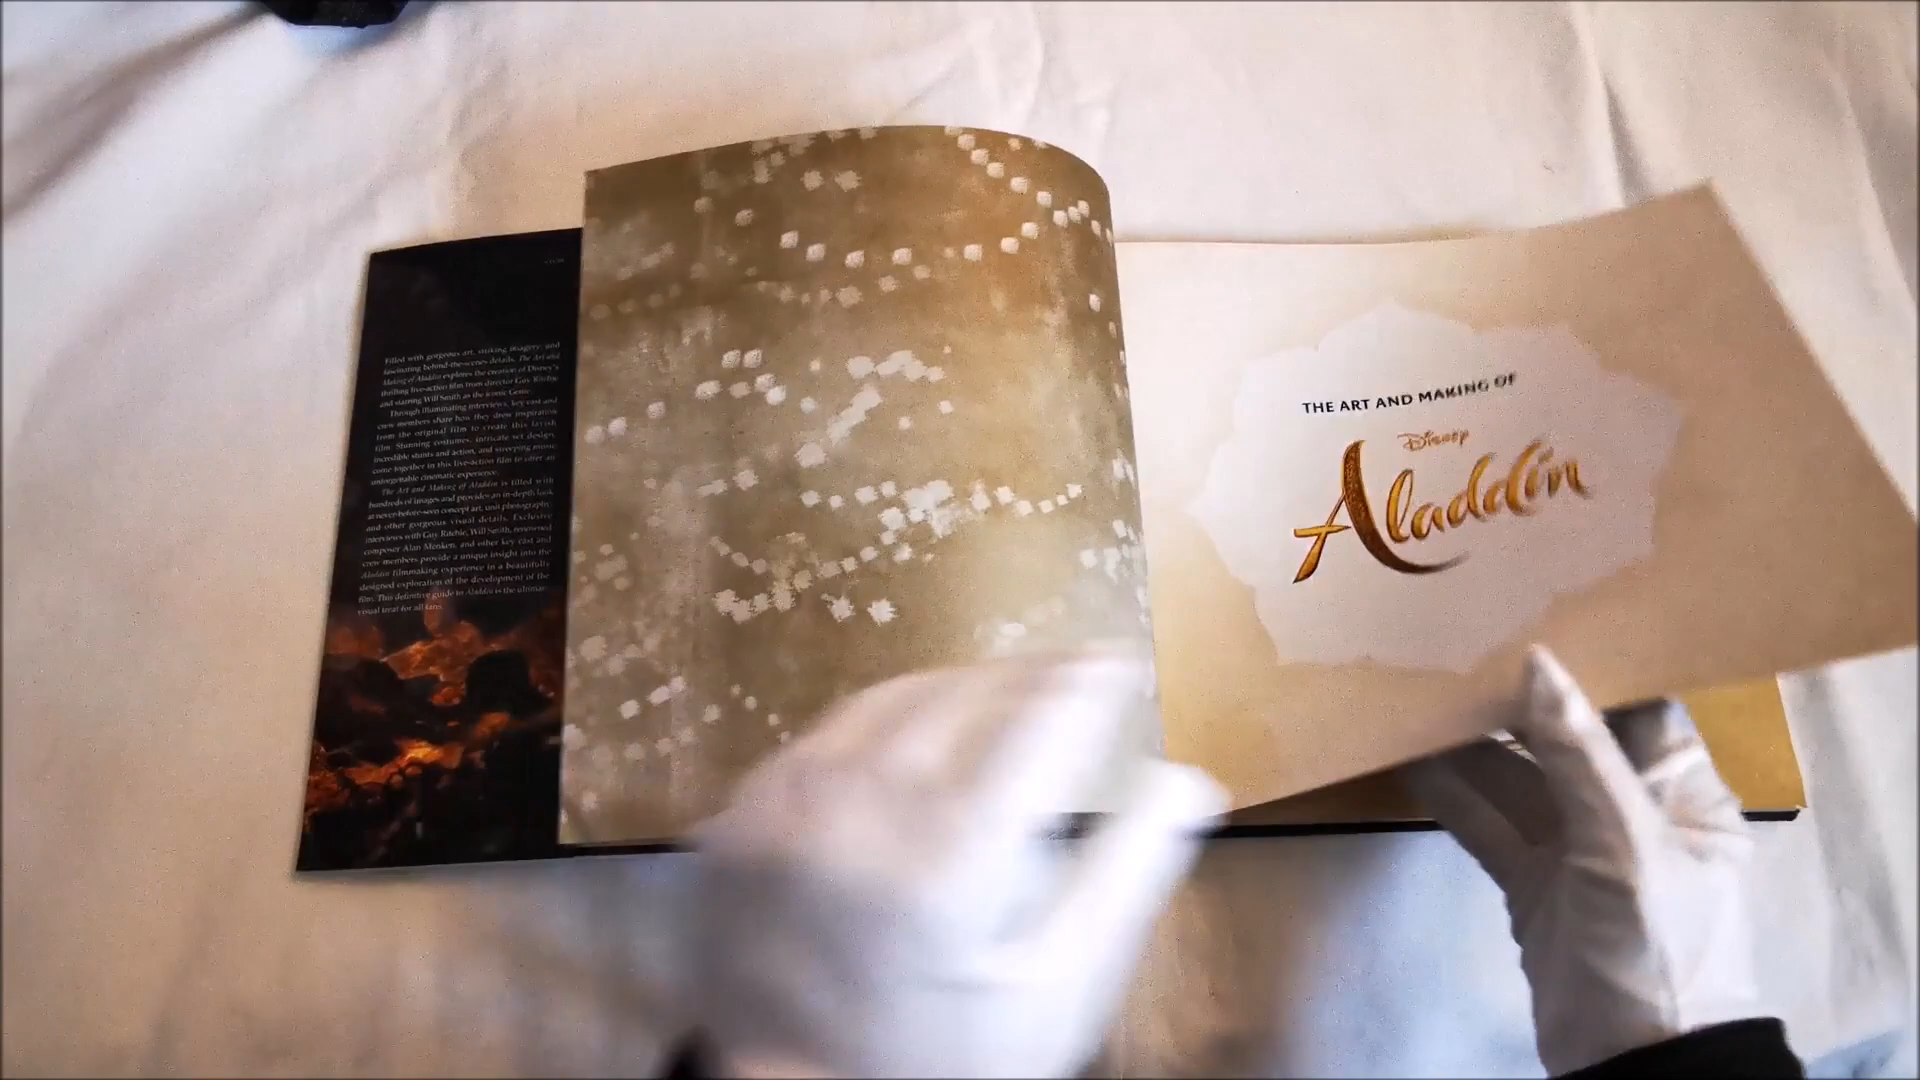 Filled with gorgeous art, striking imagery, and
fascinating behind-the-scenes details, The Art and
Making of Aladdin explores the creation of Disney's
thrilling live-action film from director Guy Ritchie
and starring Will Smith as the iconic Genie.
Through illuminating interviews, key cast and
crew members share how they drew inspiration
from the original film to create this lavish
film. Stunning costumes, intricate set design,
incredible stunts and action, and sweeping music
come together in this live-action film to offer an
unforgettable cinematic experience.
The Art and Making of Aladdin is filled with
hundreds of images and provides an in-depth look
at never-before-seen concept art, unit photography,
and other gorgeous visual details. Exclusive
interviews with Guy Ritchie, Will Smith, renowned
composer Alan Menken, and other key cast and
crew members provide a unique insight into the
Aladdin filmmaking experience in a beautifully
designed exploration of the development of the
film. This definitive guide to Aladdin is the ultimate
visual treat for all fans.
THE ART AND MAKING OF
Disney
Aladdin